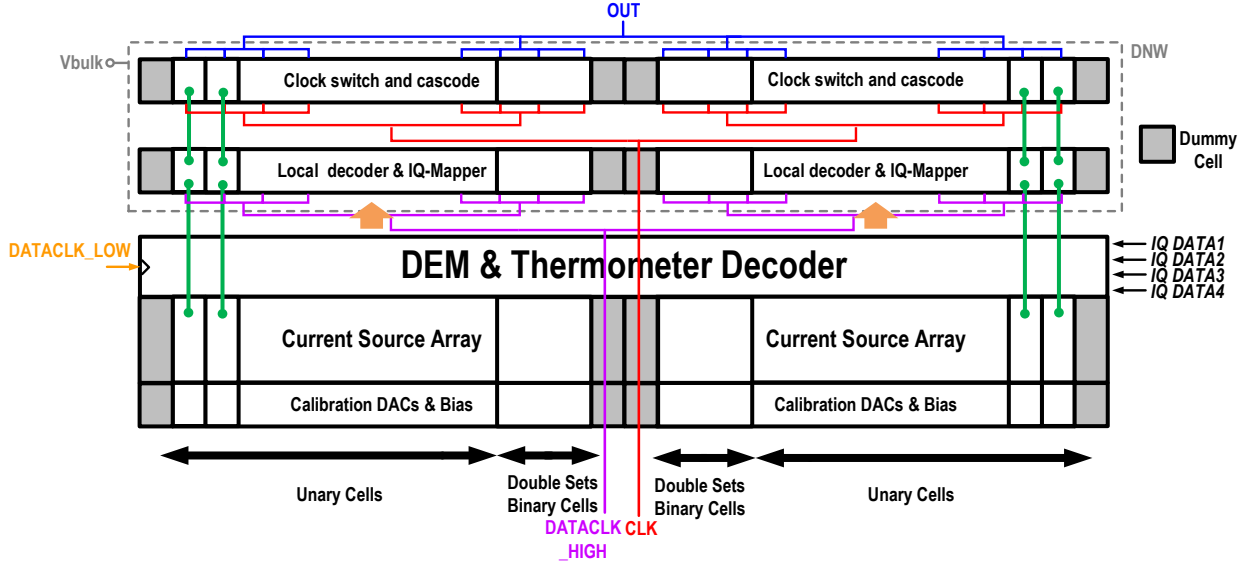 OUT
Vbulk
DNW
Clock switch and cascode
Clock switch and cascode
Dummy
Cell
Local decoder & IQ-Mapper
Local decoder & IQ-Mapper
DATACLK_LOW
DEM & Thermometer Decoder
IQ DATA1
IQ DATA2
IQ DATA3
IQ DATA4
Current Source Array
Current Source Array
Calibration DACs & Bias
Calibration DACs & Bias
Unary Cells
Double Sets
Binary Cells
Double Sets
Binary Cells
Unary Cells
DATACLK
_HIGH
CLK